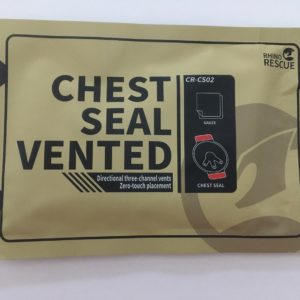 RHINO
RESCUE
CHEST
SEAL
VENTED
Directional three-channel vents
Zero-touch placement
CR-CS02
GAUZE
CHEST SEAL